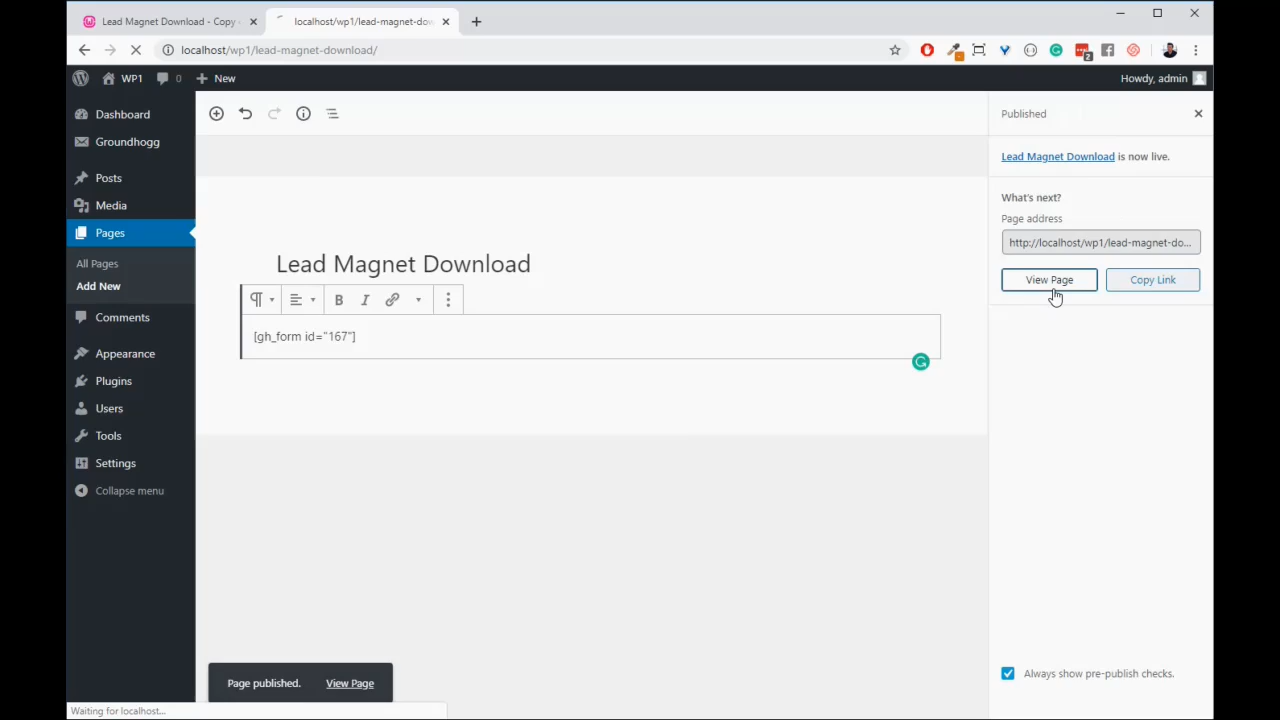 Lead Magnet Download - Copy
localhost/wp1/lead-magnet-dow
localhost/wp1/lead-magnet-download/
2
WP1
0
New
Howdy, admin
Dashboard
Groundhogg
Posts
Media
Pages
All Pages
Add New
Comments
Appearance
Plugins
Users
Tools
Settings
Collapse menu
Lead Magnet Download
B
I
[gh_form id="167"]
Page published.
View Page
Published
Lead Magnet Download is now live.
What's next?
Page address
http://localhost/wp1/lead-magnet-do...
View Page
Copy Link
Always show pre-publish checks.
Waiting for localhost...